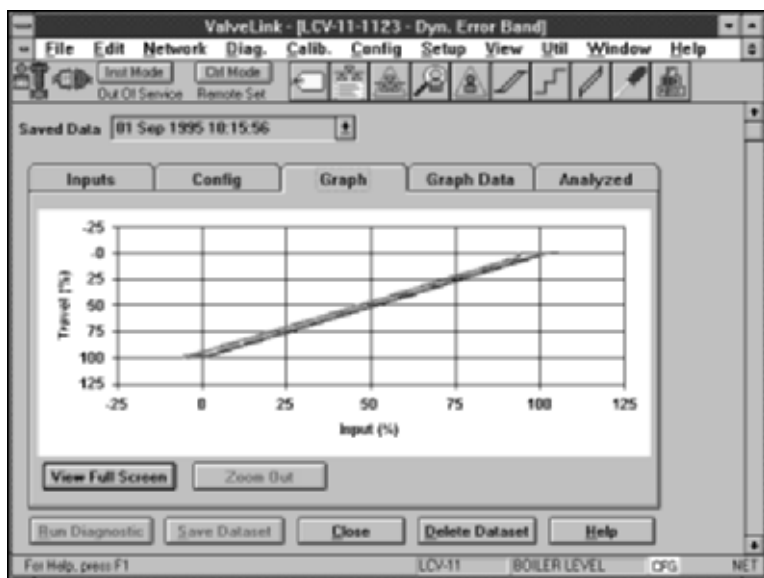 ValveLink - [LCV-11-1123 - Dyn. Error Band]
File Edit Network Diag. Calib. Config Setup View Util Window Help
Inst Mode Ctrl Mode
Out Of Service Remote Set
Saved Data 01 Sep 1995 10:15:56
Inputs Config Graph Graph Data Analyzed
-25
-0
25
50
75
100
125
Travel (%)
-25 0 25 50 75 100 125
Input (%)
View Full Screen Zoom Out
Run Diagnostic Save Dataset Close Delete Dataset Help
For Help, press F1 LCV-11 BOILER LEVEL CFG NET